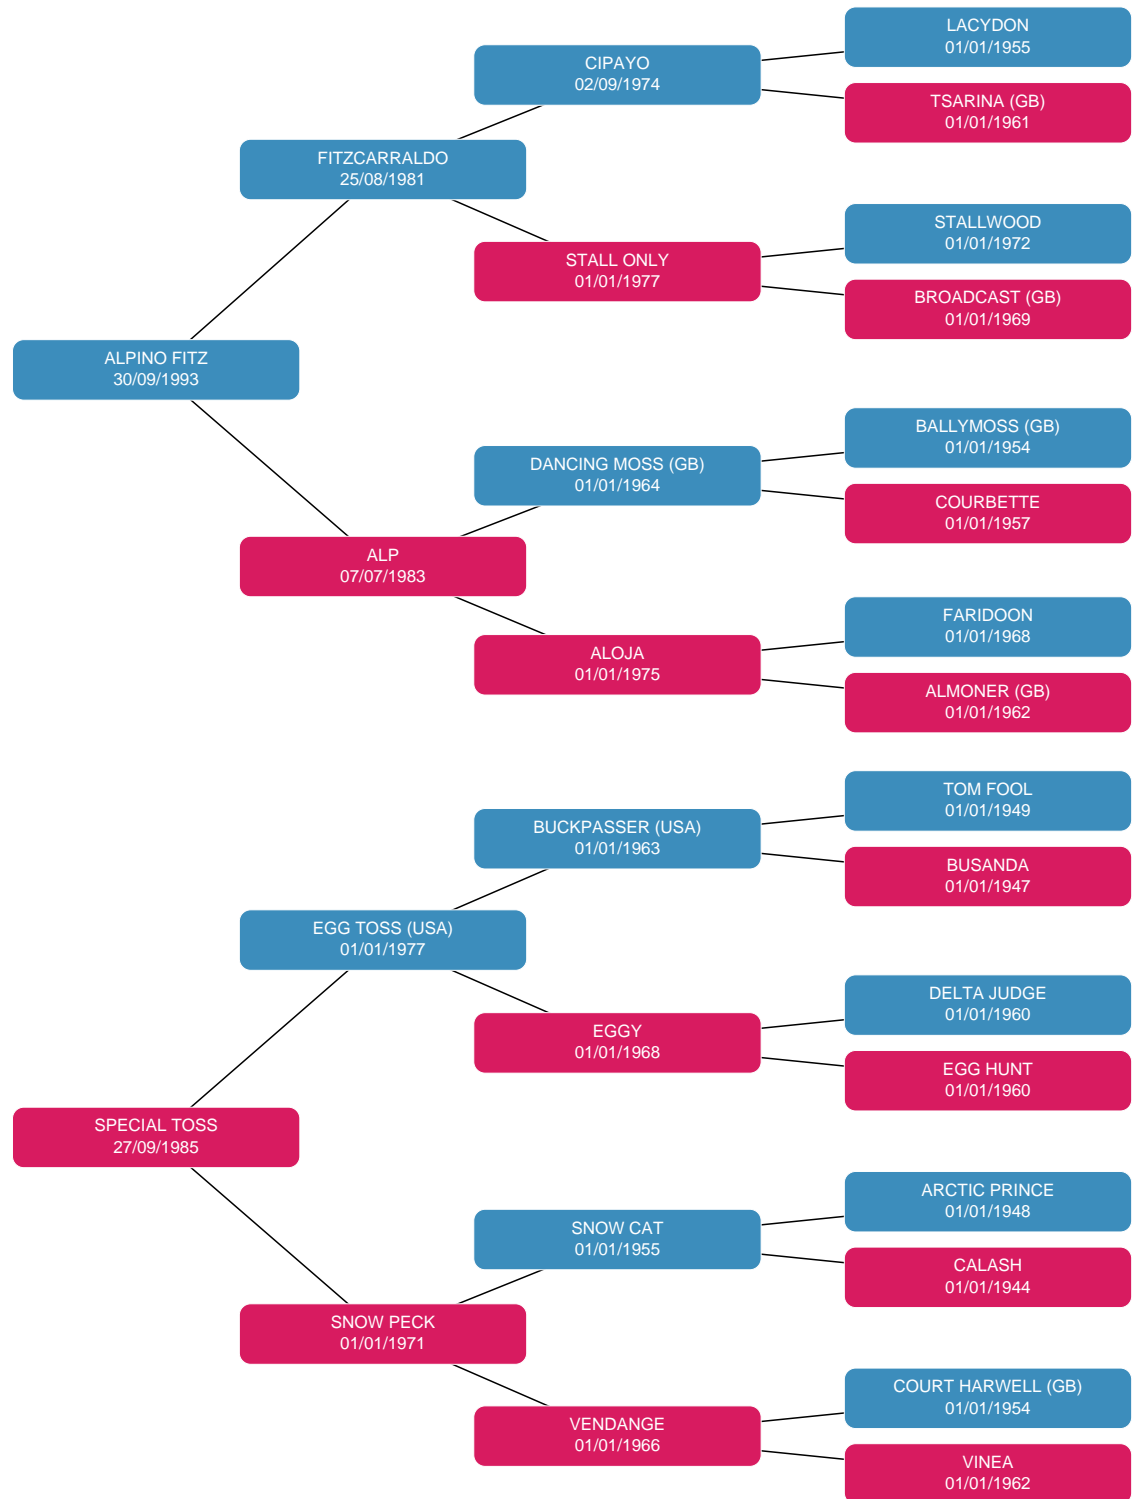 LACYDON
01/01/1955
CIPAYO
02/09/1974
TSARINA (GB)
01/01/1961
FITZCARRALDO
25/08/1981
STALLWOOD
01/01/1972
STALL ONLY
01/01/1977
BROADCAST (GB)
01/01/1969
ALPINO FITZ
30/09/1993
BALLYMOSS (GB)
01/01/1954
DANCING MOSS (GB)
01/01/1964
COURBETTE
01/01/1957
ALP
07/07/1983
FARIDOON
01/01/1968
ALOJA
01/01/1975
ALMONER (GB)
01/01/1962
TOM FOOL
01/01/1949
BUCKPASSER (USA)
01/01/1963
BUSANDA
01/01/1947
EGG TOSS (USA)
01/01/1977
DELTA JUDGE
01/01/1960
EGGY
01/01/1968
EGG HUNT
01/01/1960
SPECIAL TOSS
27/09/1985
ARCTIC PRINCE
01/01/1948
SNOW CAT
01/01/1955
CALASH
01/01/1944
SNOW PECK
01/01/1971
COURT HARWELL (GB)
01/01/1954
VENDANGE
01/01/1966
VINEA
01/01/1962